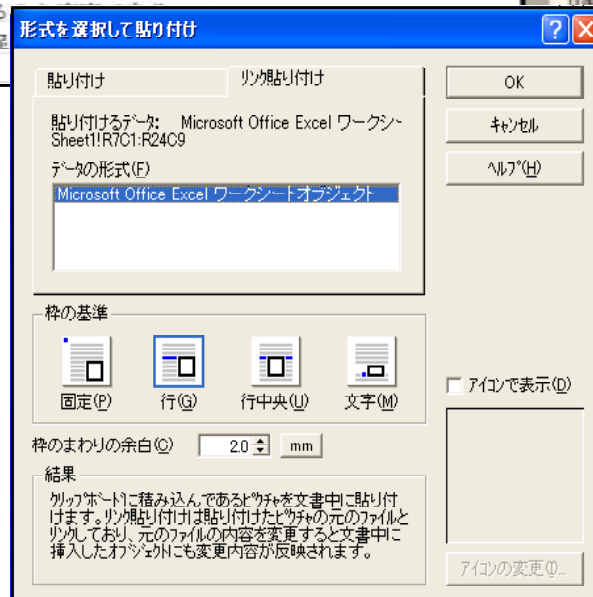 形式を選択して貼り付け
貼り付け
リンク貼り付け
OK
キャンセル
ヘルプ(H)
貼り付けるデータ: Microsoft Office Excel ワークシ
Sheet1!R7C1:R24C9
データの形式(F)
Microsoft Office Excel ワークシート オブジェクト
枠の基準
固定(P)
行(G)
行中央(U)
文字(M)
アイコンで表示(D)
枠のまわりの余白(C)
2.0
mm
結果
クリップボードに積み込んであるピクチャを文書中に貼り付
けます。リンク貼り付けは貼り付けたピクチャの元のファイルと
リンクしており、元のファイルの内容を変更すると文書中に
挿入したオブジェクトにも変更内容が反映されます。
アイコンの変更(I)...